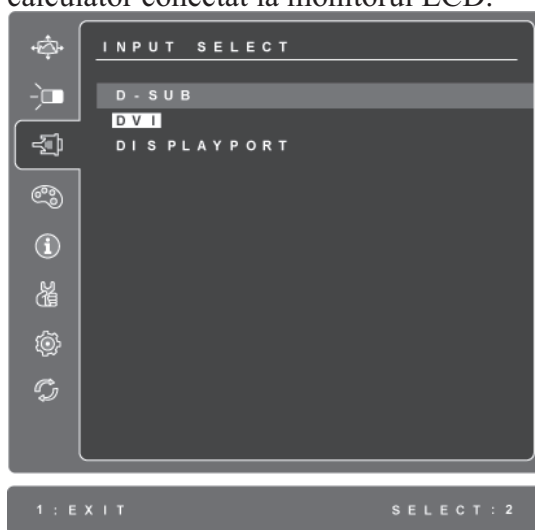 calculator conectat la monitorul LCD.
INPUT SELECT
D-SUB
DVI
DISPLAYPORT
1:EXIT SELECT:2